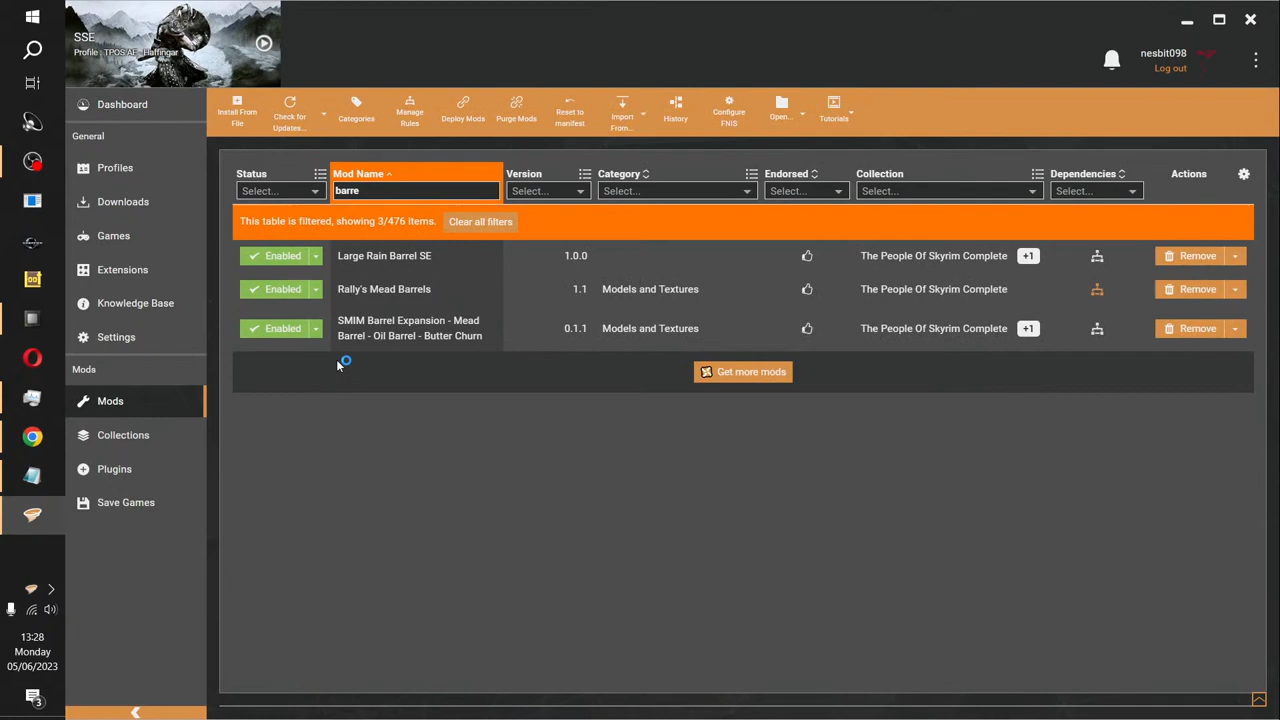 SSE
Profile : TPOS AE - Haffingar
nesbit098
Log out
Dashboard
General
Profiles
Downloads
Games
Extensions
Knowledge Base
Settings
Mods
Mods
Collections
Plugins
Save Games
Install From
File
Check for
Updates...
Categories
Manage
Rules
Deploy Mods
Purge Mods
Reset to
manifest
Import
From...
History
Configure
FNIS
Open...
Tutorials
Status Mod Name Version Category Endorsed Collection Dependencies Actions
Select... barre Select... Select... Select... Select... Select...
This table is filtered, showing 3/476 items. Clear all filters
Enabled Large Rain Barrel SE 1.0.0 The People Of Skyrim Complete +1 Remove
Enabled Rally's Mead Barrels 1.1 Models and Textures The People Of Skyrim Complete Remove
Enabled SMIM Barrel Expansion - Mead
Barrel - Oil Barrel - Butter Churn 0.1.1 Models and Textures The People Of Skyrim Complete +1 Remove
Get more mods
13:28
Monday
05/06/2023
3